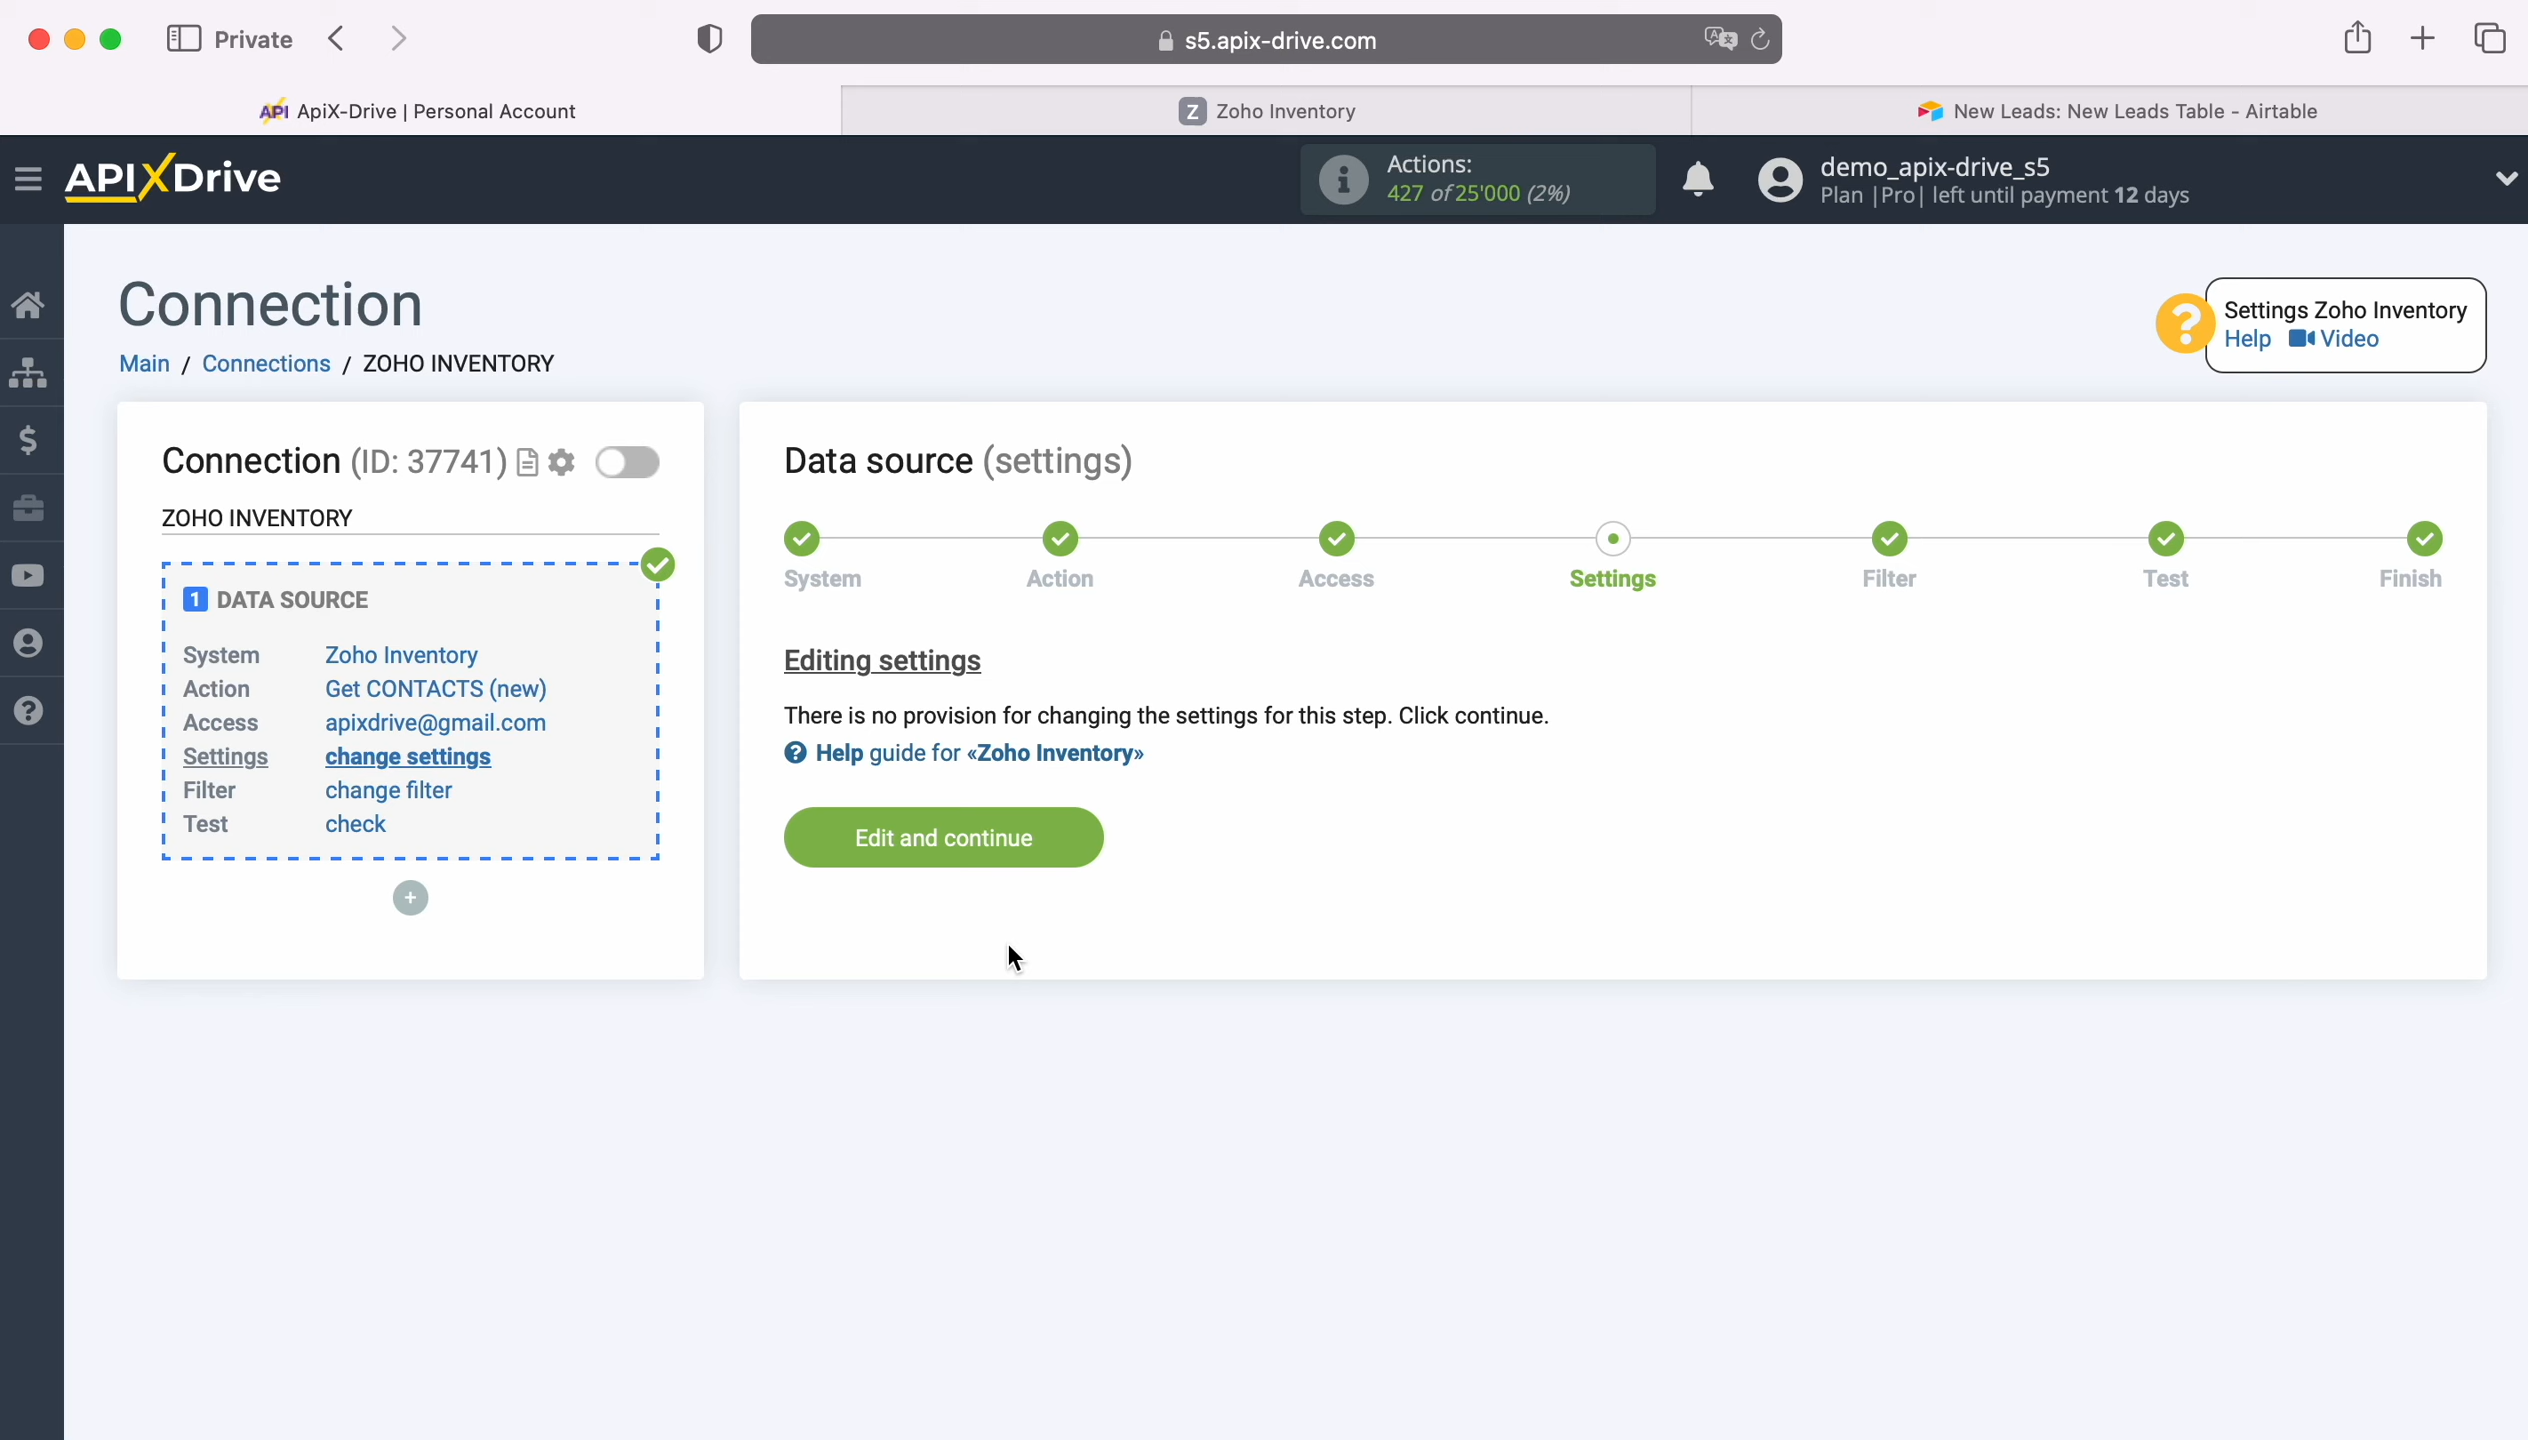 Private
s5.apix-drive.com
API ApiX-Drive | Personal Account
Z Zoho Inventory
New Leads: New Leads Table - Airtable
APIXDrive
Actions:
427 of 25'000 (2%)
demo_apix-drive_s5
Plan |Pro| left until payment 12 days
Connection
Main / Connections / ZOHO INVENTORY
Settings Zoho Inventory
Help Video
Connection (ID: 37741)
ZOHO INVENTORY
1 DATA SOURCE
System Zoho Inventory
Action Get CONTACTS (new)
Access apixdrive@gmail.com
Settings change settings
Filter change filter
Test check
Data source (settings)
System
Action
Access
Settings
Filter
Test
Finish
Editing settings
There is no provision for changing the settings for this step. Click continue.
Help guide for «Zoho Inventory»
Edit and continue